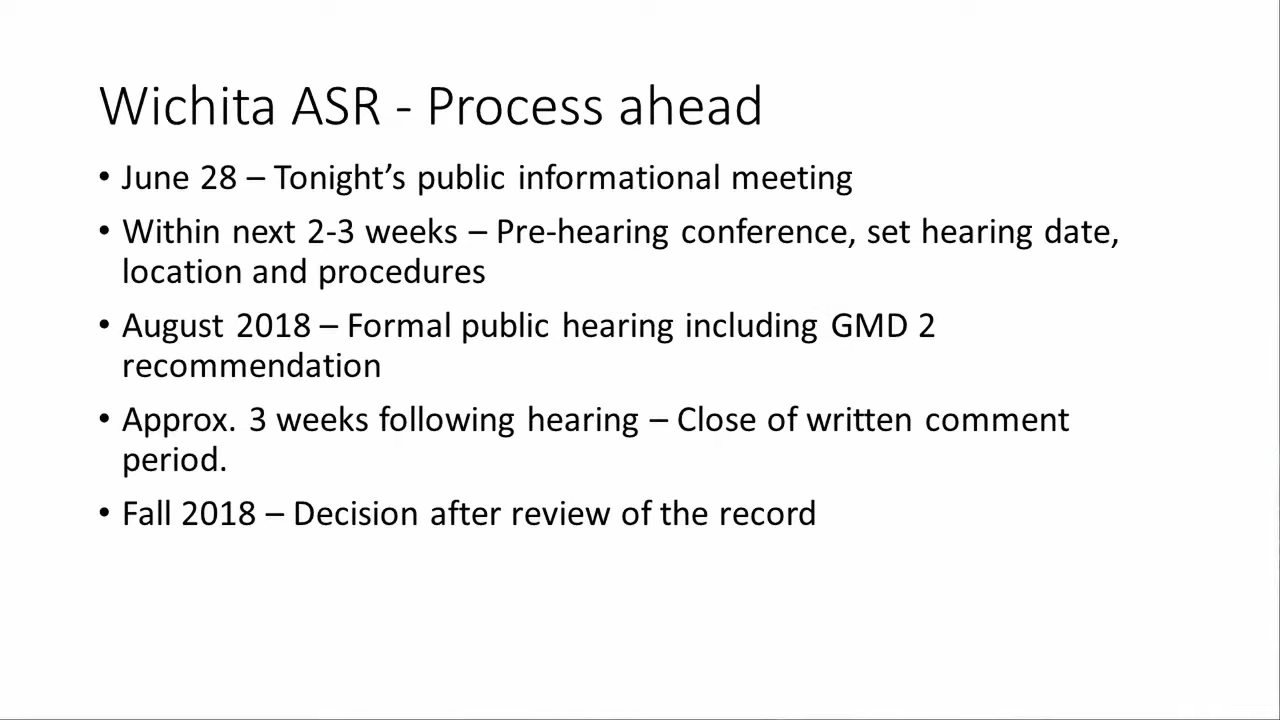 Wichita ASR - Process ahead
• June 28 – Tonight’s public informational meeting
• Within next 2-3 weeks – Pre-hearing conference, set hearing date,
location and procedures
• August 2018 – Formal public hearing including GMD 2
recommendation
• Approx. 3 weeks following hearing – Close of written comment
period.
• Fall 2018 – Decision after review of the record